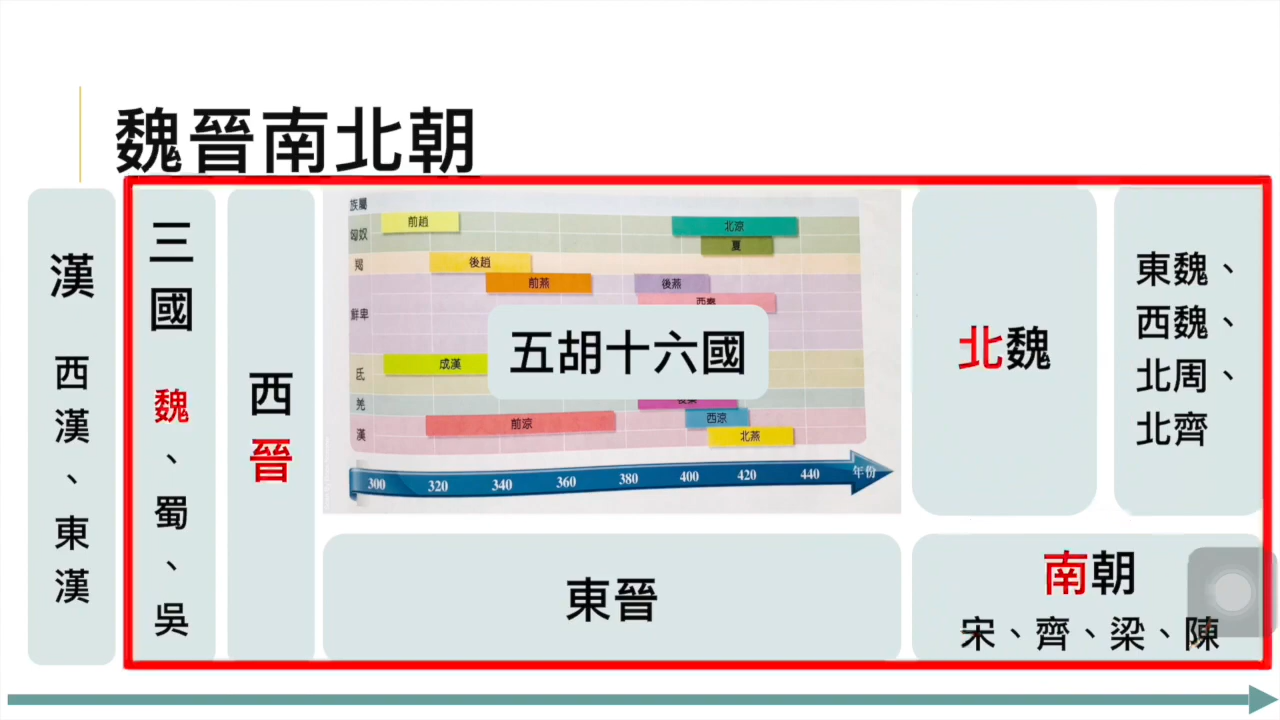 魏晉南北朝
漢
西漢、東漢
三國
魏、蜀、吳
西晉
族屬
匈奴
羯
鮮卑
氐
羌
漢
前趙
北涼
夏
後趙
前燕
後燕
西秦
成漢
前涼
西涼
北燕
五胡十六國
300 320 340 360 380 400 420 440 年份
東晉
北魏
東魏、
西魏、
北周、
北齊
南朝
宋、齊、梁、陳